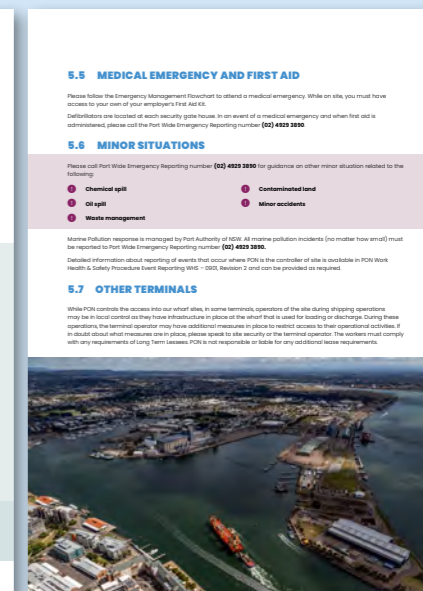 5.5 MEDICAL EMERGENCY AND FIRST AID
Please follow the Emergency Management Flowchart to attend a medical emergency. While on site, you must have
access to your own of your employer's First Aid Kit.
Defibrillators are located at each security gate house. In an event of a medical emergency and when first aid is
administered, please call the Port Wide Emergency Reporting number (02) 4929 3890.
5.6 MINOR SITUATIONS
Please call Port Wide Emergency Reporting number (02) 4929 3890 for guidance on other minor situation related to the
following:
! Chemical spill
! Contaminated land
! Oil spill
! Minor accidents
! Waste management
Marine Pollution response is managed by Port Authority of NSW. All marine pollution incidents (no matter how small) must
be reported to Port Wide Emergency Reporting number (02) 4929 3890.
Detailed information about reporting of events that occur where PON is the controller of site is available in PON Work
Health & Safety Procedure Event Reporting WHS – 0901, Revision 2 and can be provided as required.
5.7 OTHER TERMINALS
While PON controls the access into our wharf sites, in some terminals, operators of the site during shipping operations
may be in local control as they have infrastructure in place at the wharf that is used for loading or discharge. During these
operations, the terminal operator may have additional measures in place to restrict access to their operational activities. If
in doubt about what measures are in place, please speak to site security or the terminal operator. The workers must comply
with any requirements of Long Term Lessees. PON is not responsible or liable for any additional lease requirements.